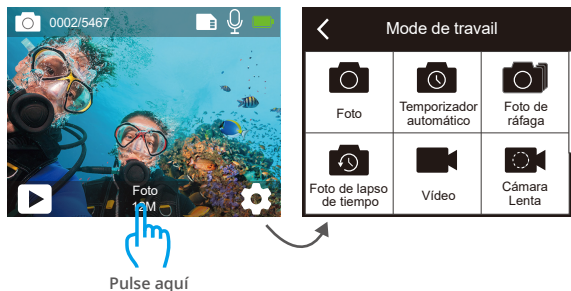 0002/5467
Foto
12M
Pulse aquí
Mode de travail
Foto
Temporizador
automático
Foto de
ráfaga
Foto de lapso
de tiempo
Vídeo
Cámara
Lenta